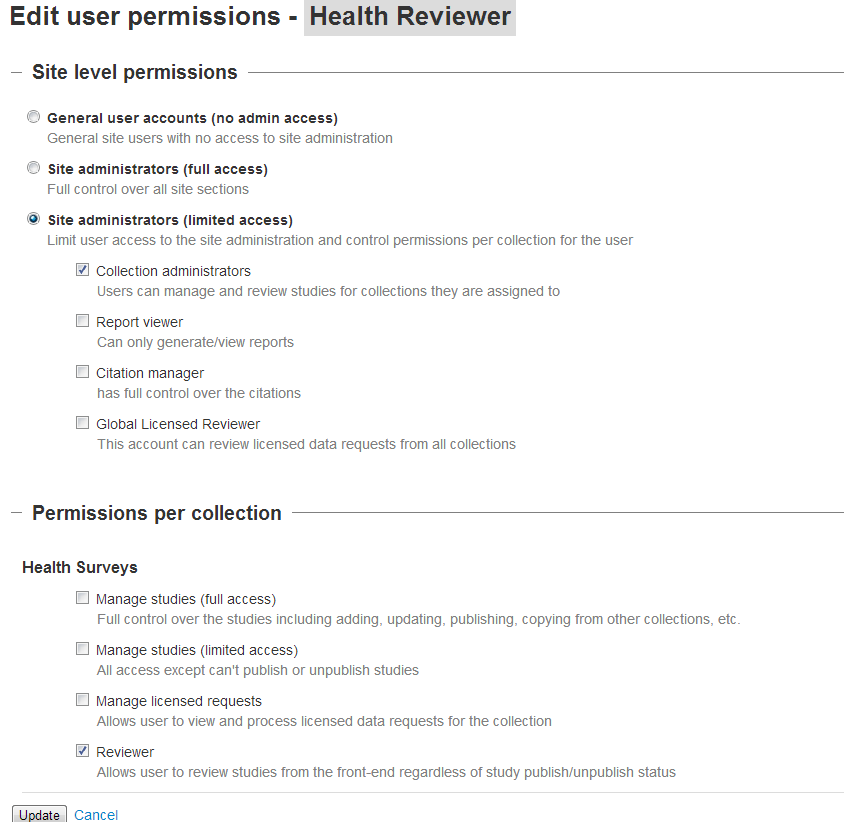 Edit user permissions - Health Reviewer
Site level permissions
General user accounts (no admin access)
General site users with no access to site administration
Site administrators (full access)
Full control over all site sections
Site administrators (limited access)
Limit user access to the site administration and control permissions per collection for the user
Collection administrators
Users can manage and review studies for collections they are assigned to
Report viewer
Can only generate/view reports
Citation manager
has full control over the citations
Global Licensed Reviewer
This account can review licensed data requests from all collections
Permissions per collection
Health Surveys
Manage studies (full access)
Full control over the studies including adding, updating, publishing, copying from other collections, etc.
Manage studies (limited access)
All access except can't publish or unpublish studies
Manage licensed requests
Allows user to view and process licensed data requests for the collection
Reviewer
Allows user to review studies from the front-end regardless of study publish/unpublish status
Update Cancel